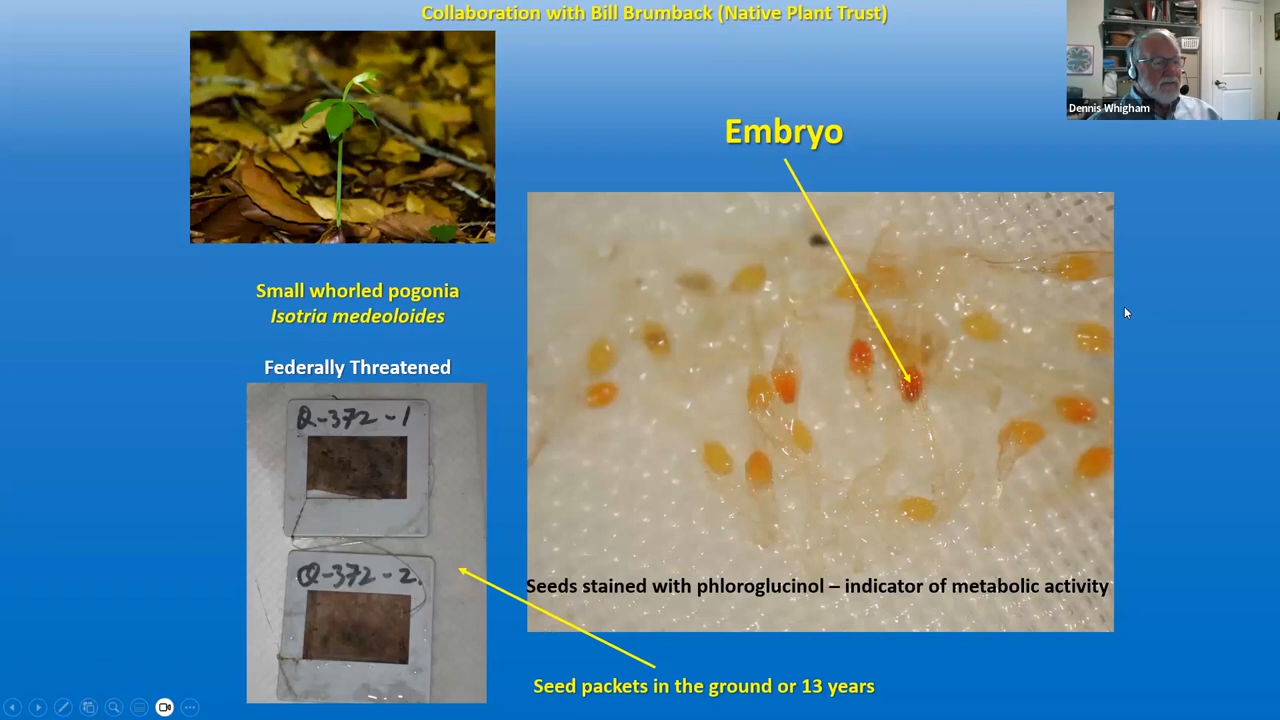 Collaboration with Bill Brumback (Native Plant Trust)
Dennis Whigham
Embryo
Small whorled pogonia
Isotria medeoloides
Federally Threatened
Q-372-1
Q-372-2.
Seeds stained with phloroglucinol – indicator of metabolic activity
Seed packets in the ground or 13 years